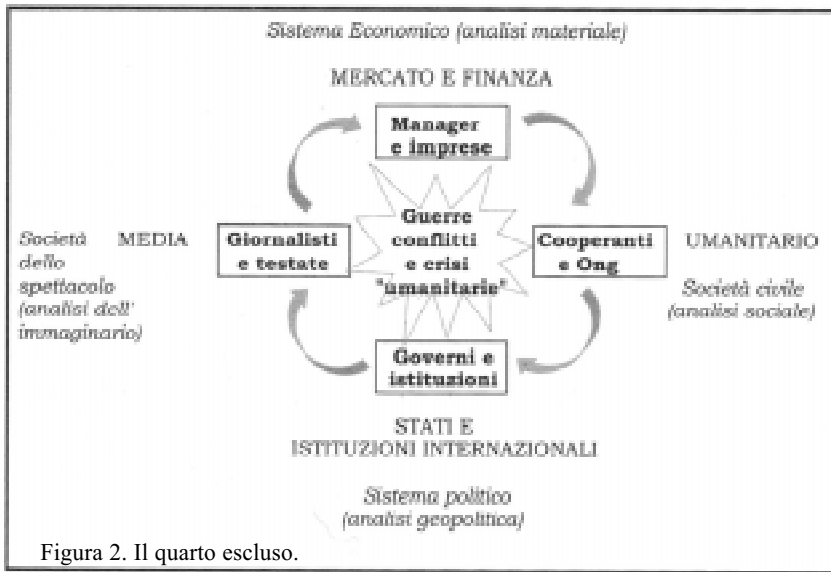 Sistema Economico (analisi materiale)
MERCATO E FINANZA
Manager
e imprese
Società
dello
spettacolo
(analisi dell'
immaginario)
MEDIA
Giornalisti
e testate
Guerre
conflitti
e crisi
"umanitarie"
Cooperanti
e Ong
UMANITARIO
Società civile
(analisi sociale)
Governi e
istituzioni
STATI E
ISTITUZIONI INTERNAZIONALI
Sistema politico
(analisi geopolitica)
Figura 2. Il quarto escluso.